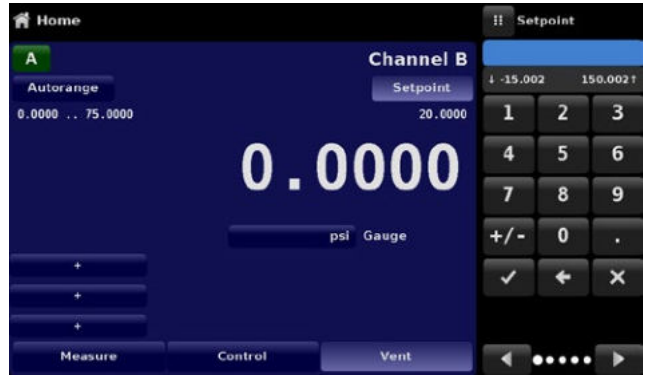 Home
A
Channel B
Autorange
Setpoint
0.0000 .. 75.0000
20.0000
0.0000
psi Gauge
+
+
+
Measure Control Vent
Setpoint
↓ -15.002 150.002↑
1 2 3
4 5 6
7 8 9
+/- 0 .